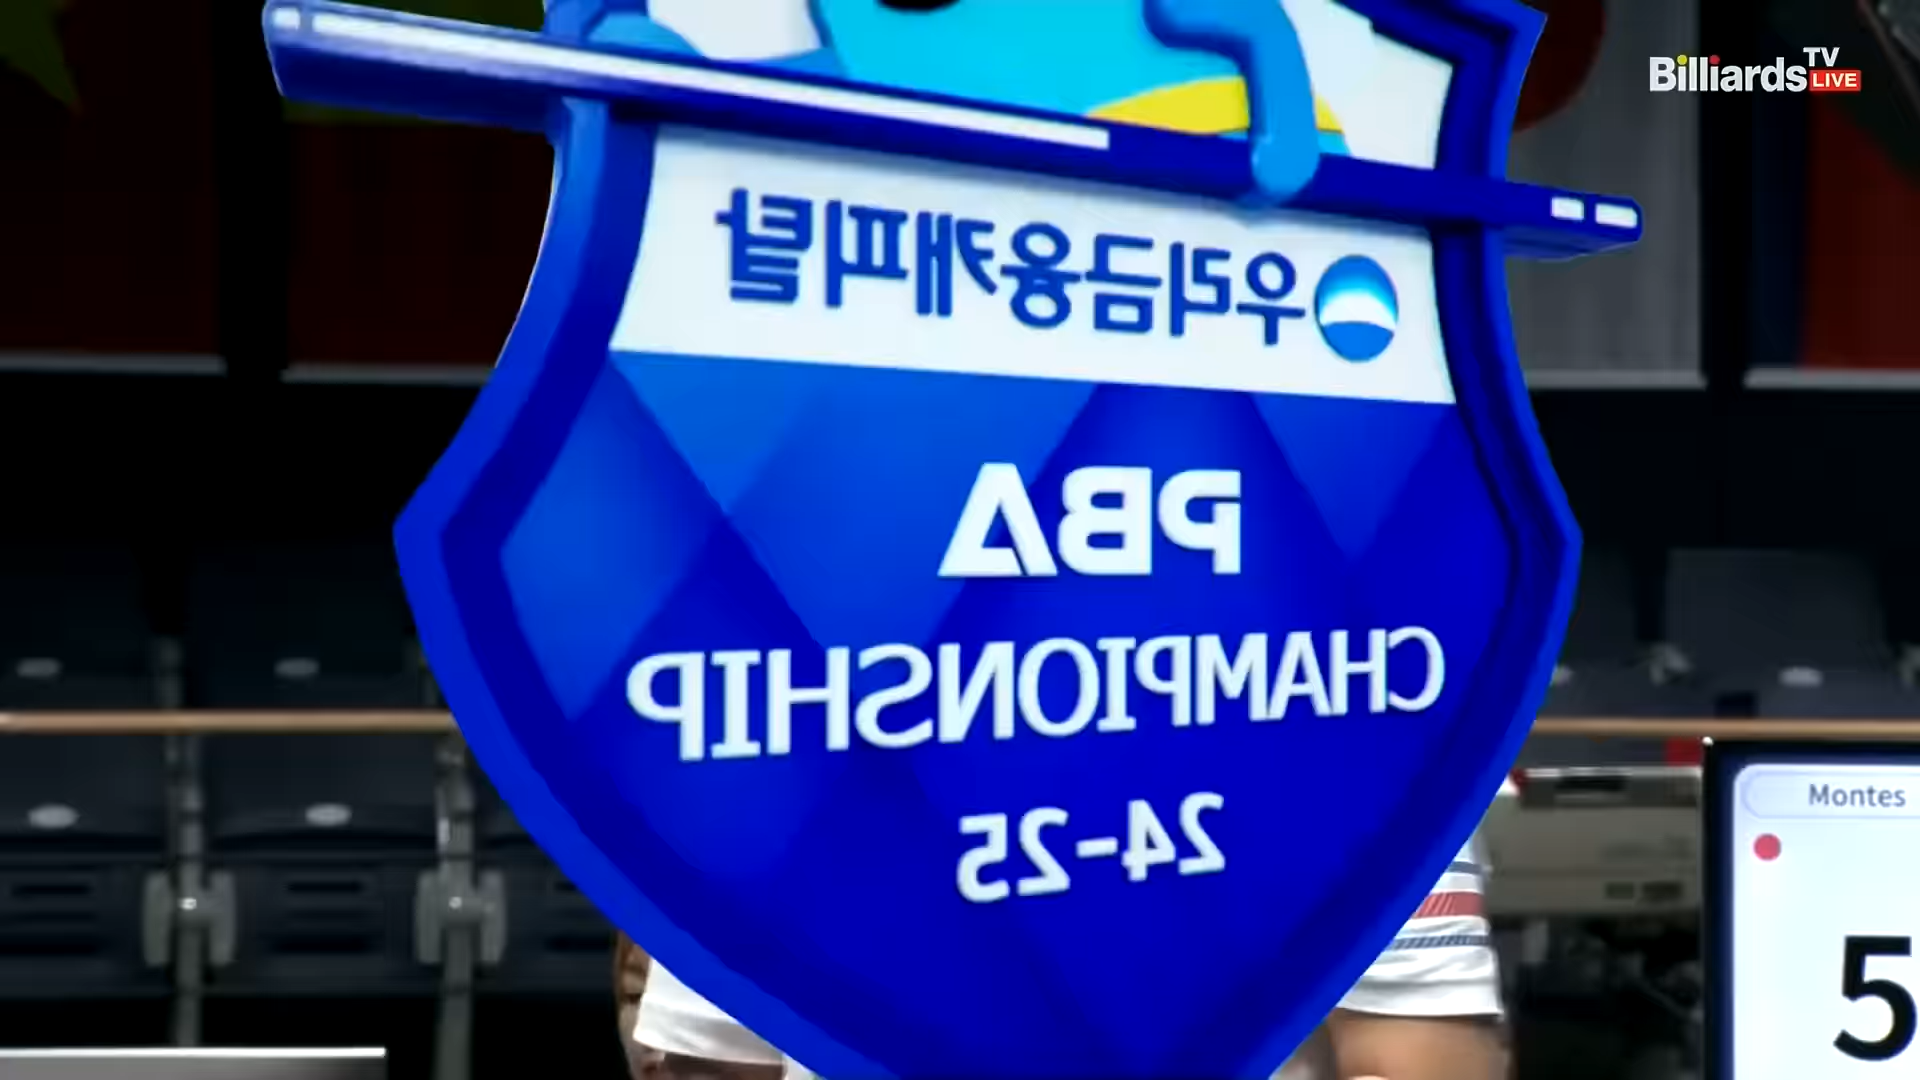 Billiards TV
LIVE
우리금융캐피탈
PBA
CHAMPIONSHIP
24-25
Montes
5